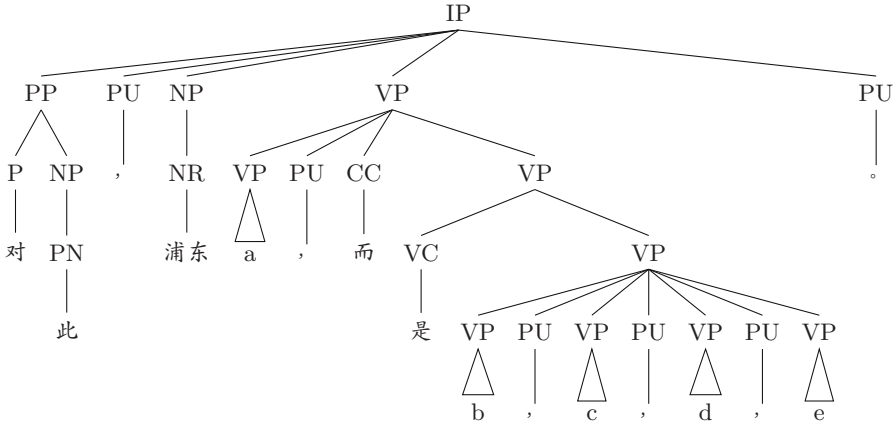 IP
PP PU NP VP PU
P NP , NR VP PU CC VP 。
对 PN 浦东 a , 而 VC VP
此 是 VP PU VP PU VP PU VP
b , c , d , e